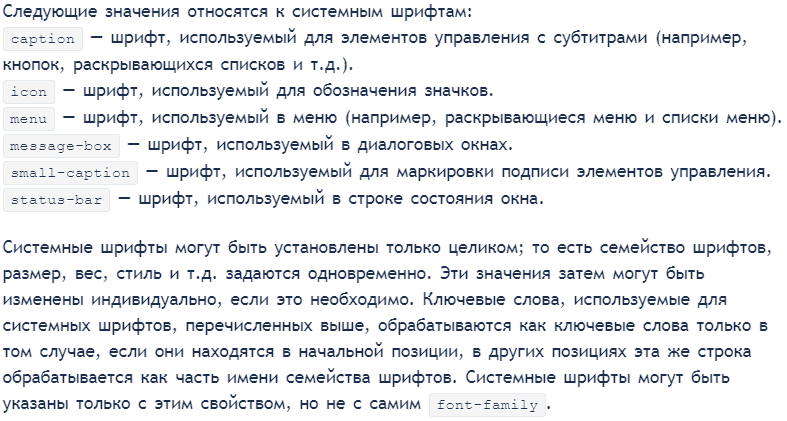 Следующие значения относятся к системным шрифтам:
caption — шрифт, используемый для элементов управления с субтитрами (например,
кнопок, раскрывающихся списков и т.д.).
icon — шрифт, используемый для обозначения значков.
menu — шрифт, используемый в меню (например, раскрывающиеся меню и списки меню).
message-box — шрифт, используемый в диалоговых окнах.
small-caption — шрифт, используемый для маркировки подписи элементов управления.
status-bar — шрифт, используемый в строке состояния окна.
Системные шрифты могут быть установлены только целиком; то есть семейство шрифтов,
размер, вес, стиль и т.д. задаются одновременно. Эти значения затем могут быть
изменены индивидуально, если это необходимо. Ключевые слова, используемые для
системных шрифтов, перечисленных выше, обрабатываются как ключевые слова только в
том случае, если они находятся в начальной позиции, в других позициях эта же строка
обрабатывается как часть имени семейства шрифтов. Системные шрифты могут быть
указаны только с этим свойством, но не с самим font-family.